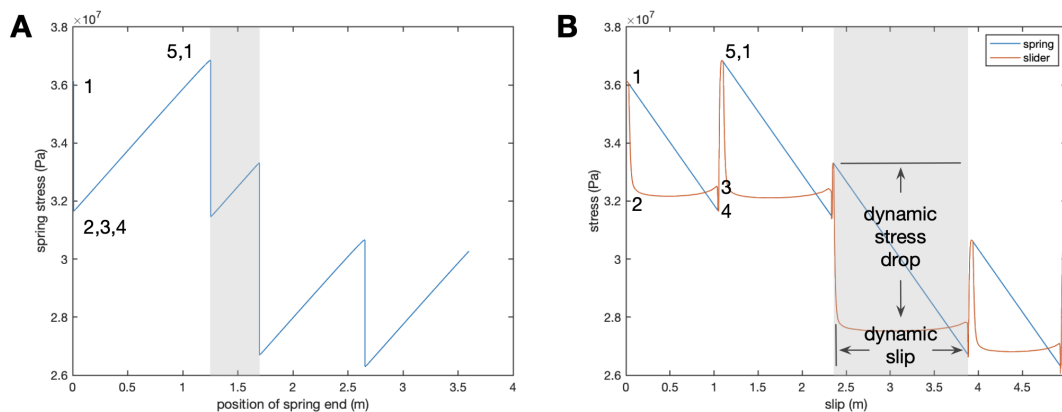 A
×10⁷
3.8
3.6
3.4
3.2
3
2.8
2.6
spring stress (Pa)
1
5,1
2,3,4
0 0.5 1 1.5 2 2.5 3 3.5 4
position of spring end (m)
B
×10⁷
3.8
3.6
3.4
3.2
3
2.8
2.6
stress (Pa)
spring
slider
1
5,1
2
3
4
dynamic
stress
drop
dynamic
slip
0 0.5 1 1.5 2 2.5 3 3.5 4 4.5
slip (m)